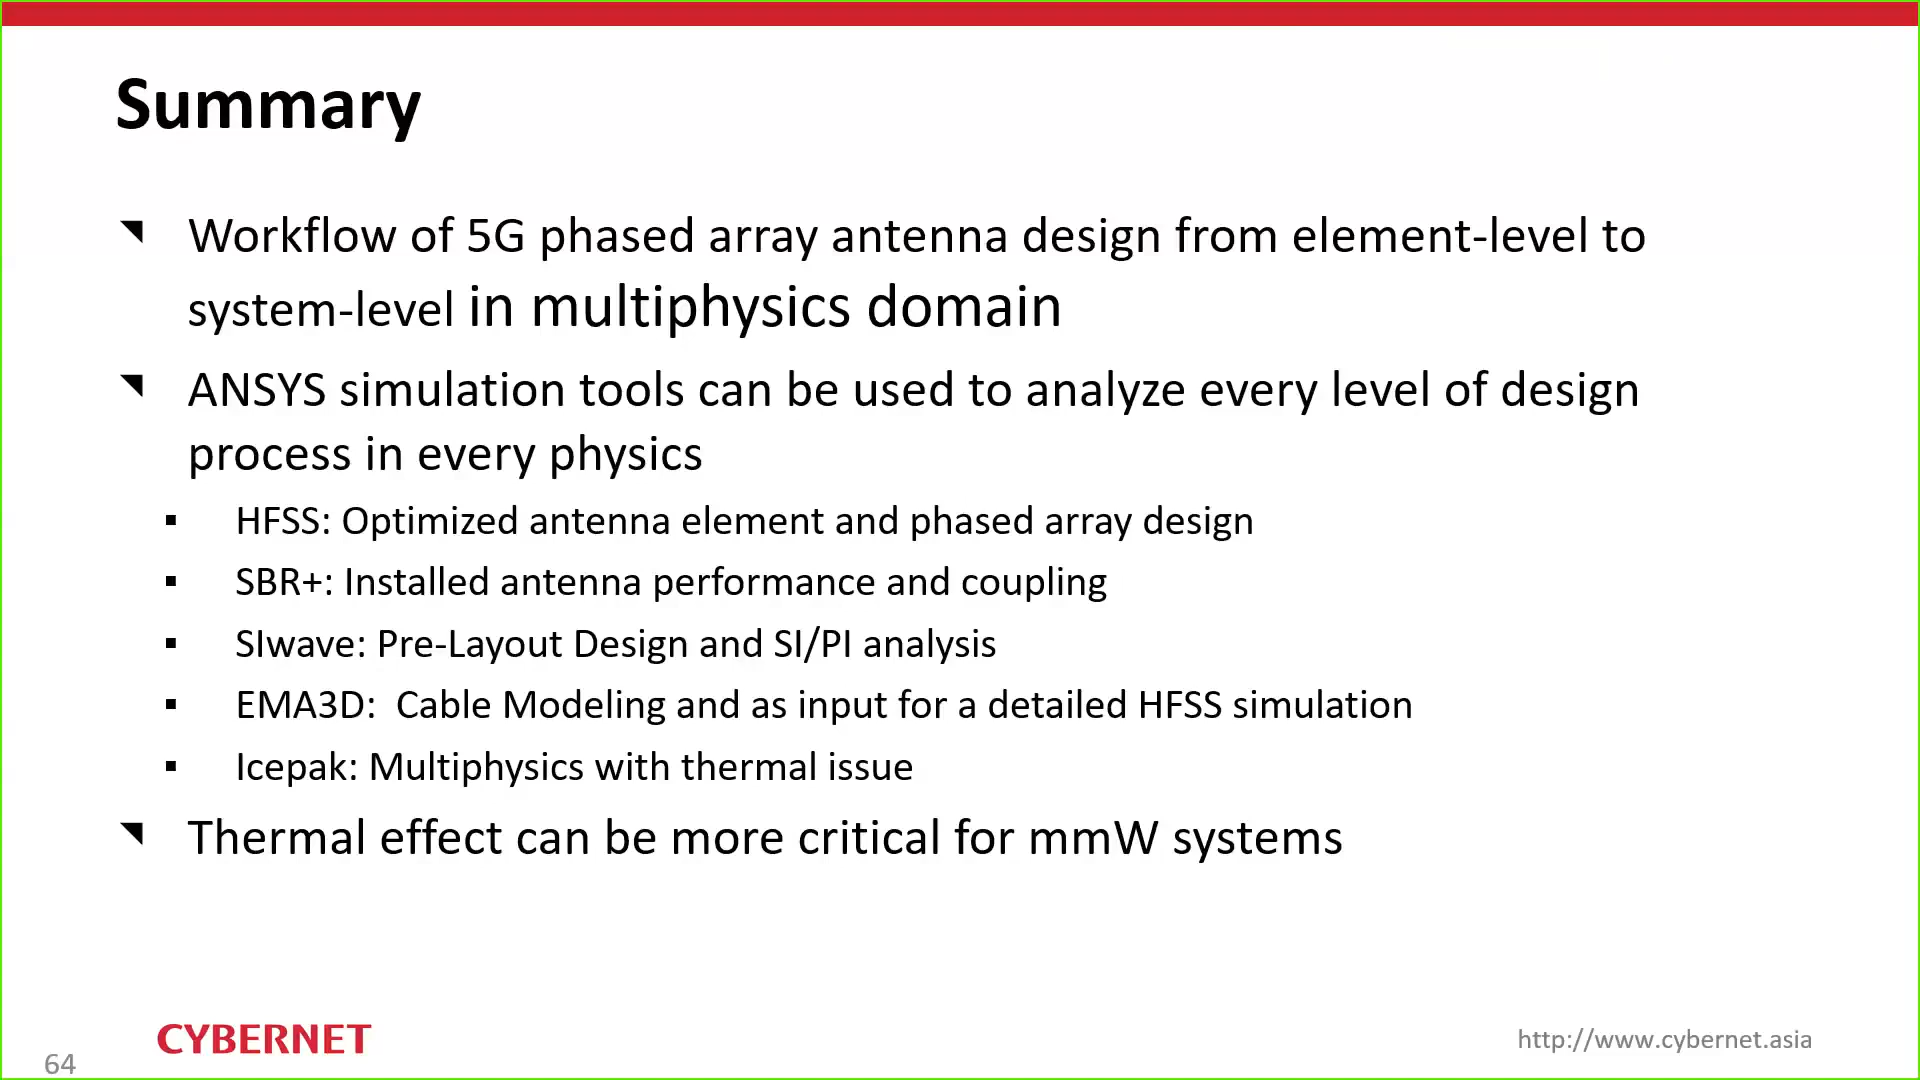 Summary
Workflow of 5G phased array antenna design from element-level to
system-level in multiphysics domain
ANSYS simulation tools can be used to analyze every level of design
process in every physics
HFSS: Optimized antenna element and phased array design
SBR+: Installed antenna performance and coupling
SIwave: Pre-Layout Design and SI/PI analysis
EMA3D:  Cable Modeling and as input for a detailed HFSS simulation
Icepak: Multiphysics with thermal issue
Thermal effect can be more critical for mmW systems
CYBERNET
http://www.cybernet.asia
64